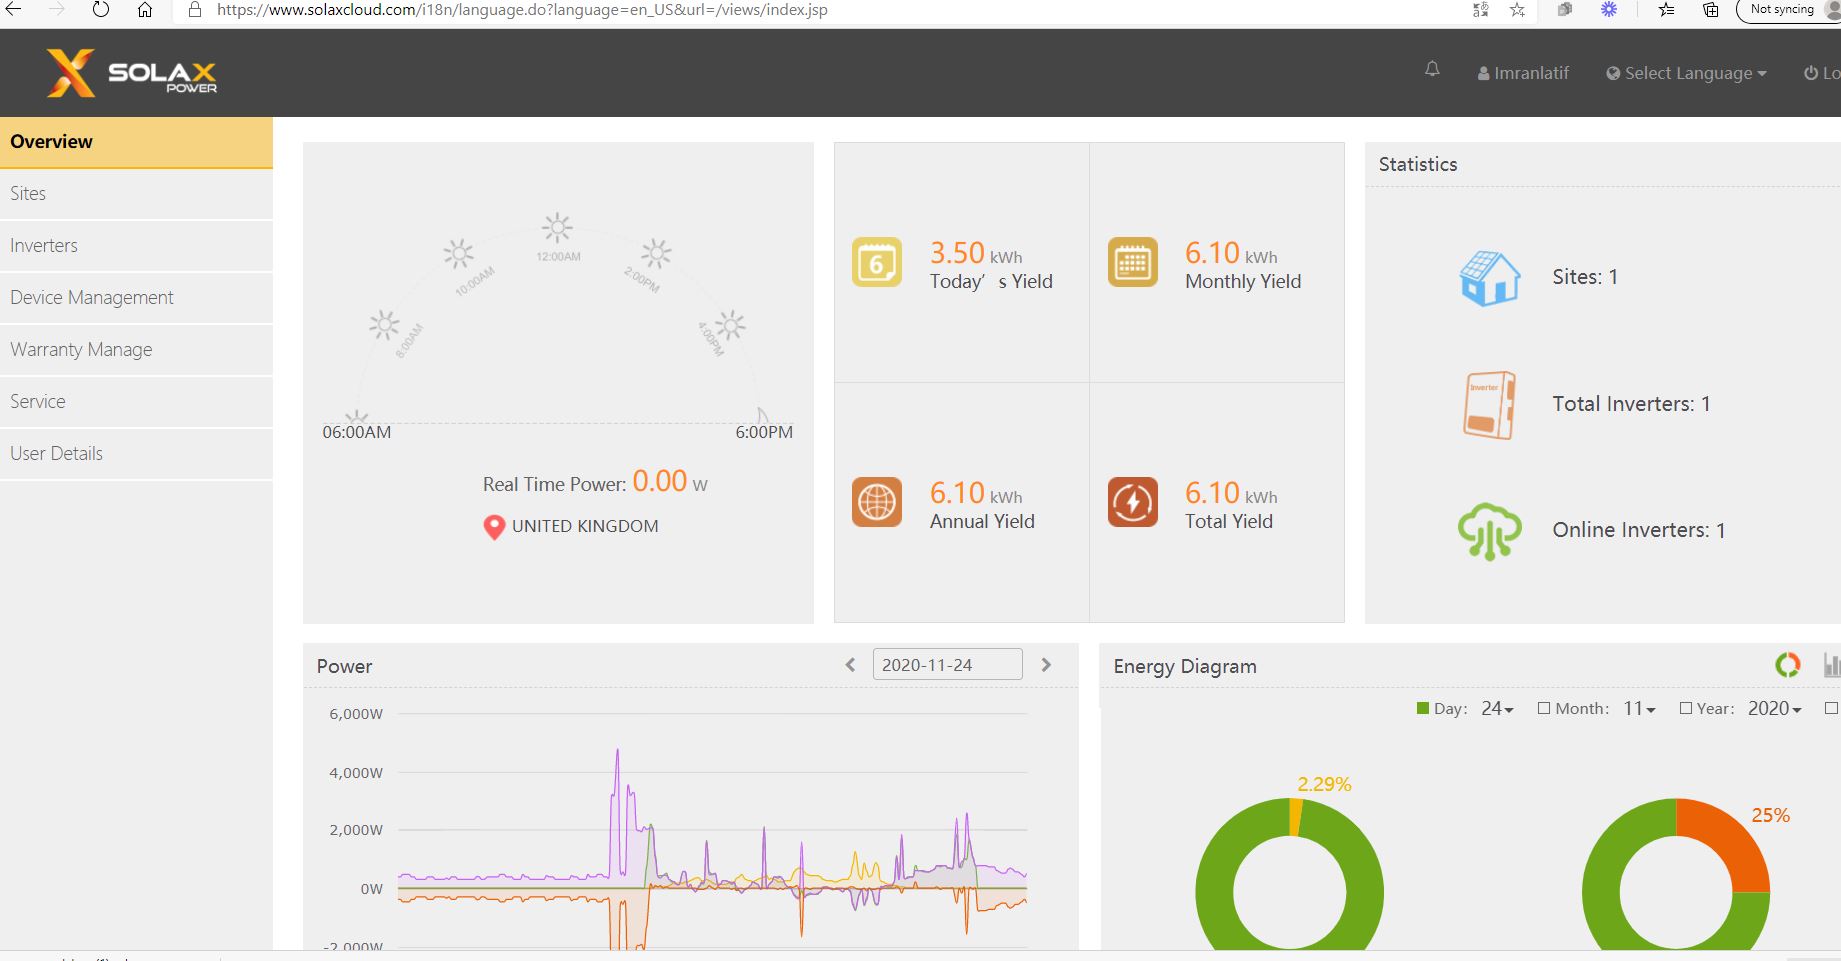 https://www.solaxcloud.com/i18n/language.do?language=en_US&url=/views/index.jsp
Not syncing
SOLAX
POWER
Imranlatif
Select Language
Lo
Overview
Sites
Inverters
Device Management
Warranty Manage
Service
User Details
12:00AM
10:00AM
2:00PM
8:00AM
4:00PM
06:00AM
6:00PM
Real Time Power: 0.00 W
UNITED KINGDOM
6
3.50 kWh
Today’s Yield
6.10 kWh
Monthly Yield
6.10 kWh
Annual Yield
6.10 kWh
Total Yield
Statistics
Sites: 1
Inverter
Total Inverters: 1
Online Inverters: 1
Power
2020-11-24
6,000W
4,000W
2,000W
0W
-2,000W
Energy Diagram
Day: 24
Month: 11
Year: 2020
2.29%
25%